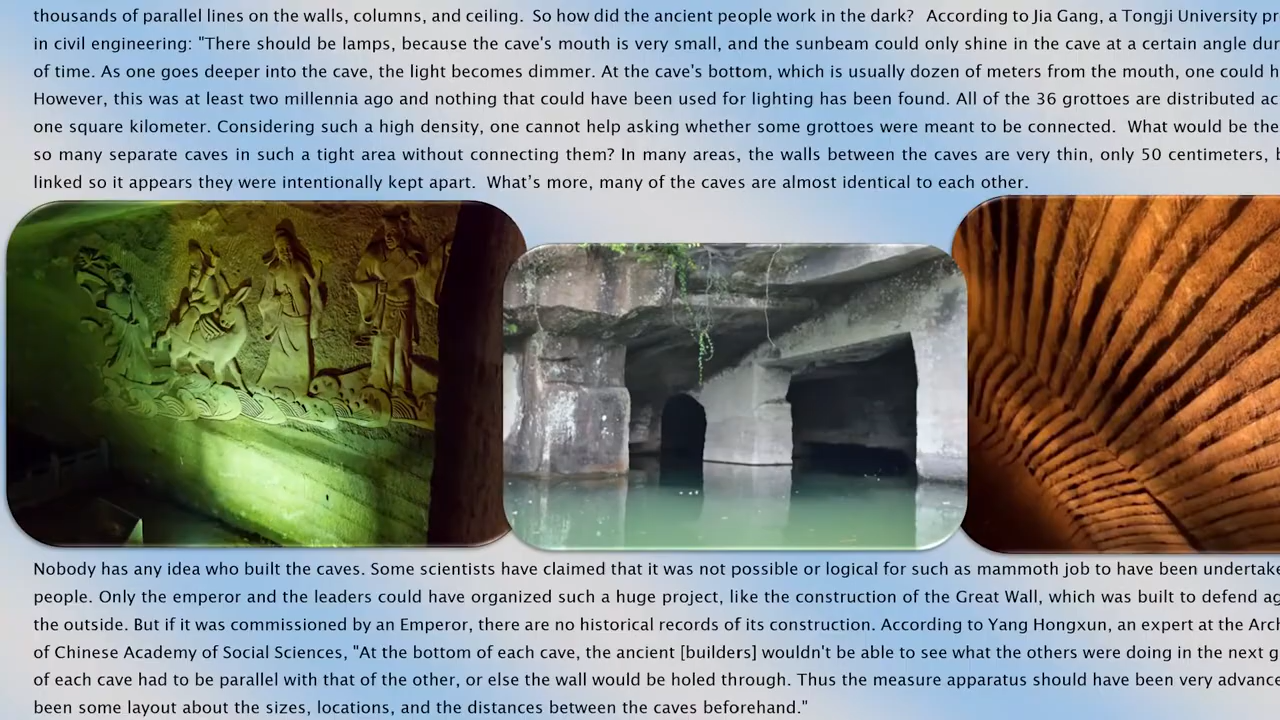 thousands of parallel lines on the walls, columns, and ceiling.  So how did the ancient people work in the dark?  According to Jia Gang, a Tongji University
in civil engineering: "There should be lamps, because the cave's mouth is very small, and the sunbeam could only shine in the cave at a certain angle
of time. As one goes deeper into the cave, the light becomes dimmer. At the cave's bottom, which is usually dozen of meters from the mouth, one could
However, this was at least two millennia ago and nothing that could have been used for lighting has been found. All of the 36 grottoes are distributed
one square kilometer. Considering such a high density, one cannot help asking whether some grottoes were meant to be connected.  What would be the
so many separate caves in such a tight area without connecting them? In many areas, the walls between the caves are very thin, only 50 centimeters,
linked so it appears they were intentionally kept apart.  What's more, many of the caves are almost identical to each other.
Nobody has any idea who built the caves. Some scientists have claimed that it was not possible or logical for such as mammoth job to have been
people. Only the emperor and the leaders could have organized such a huge project, like the construction of the Great Wall, which was built to defend
the outside. But if it was commissioned by an Emperor, there are no historical records of its construction. According to Yang Hongxun, an expert at the
of Chinese Academy of Social Sciences, "At the bottom of each cave, the ancient [builders] wouldn't be able to see what the others were doing in the next
of each cave had to be parallel with that of the other, or else the wall would be holed through. Thus the measure apparatus should have been very
been some layout about the sizes, locations, and the distances between the caves beforehand."